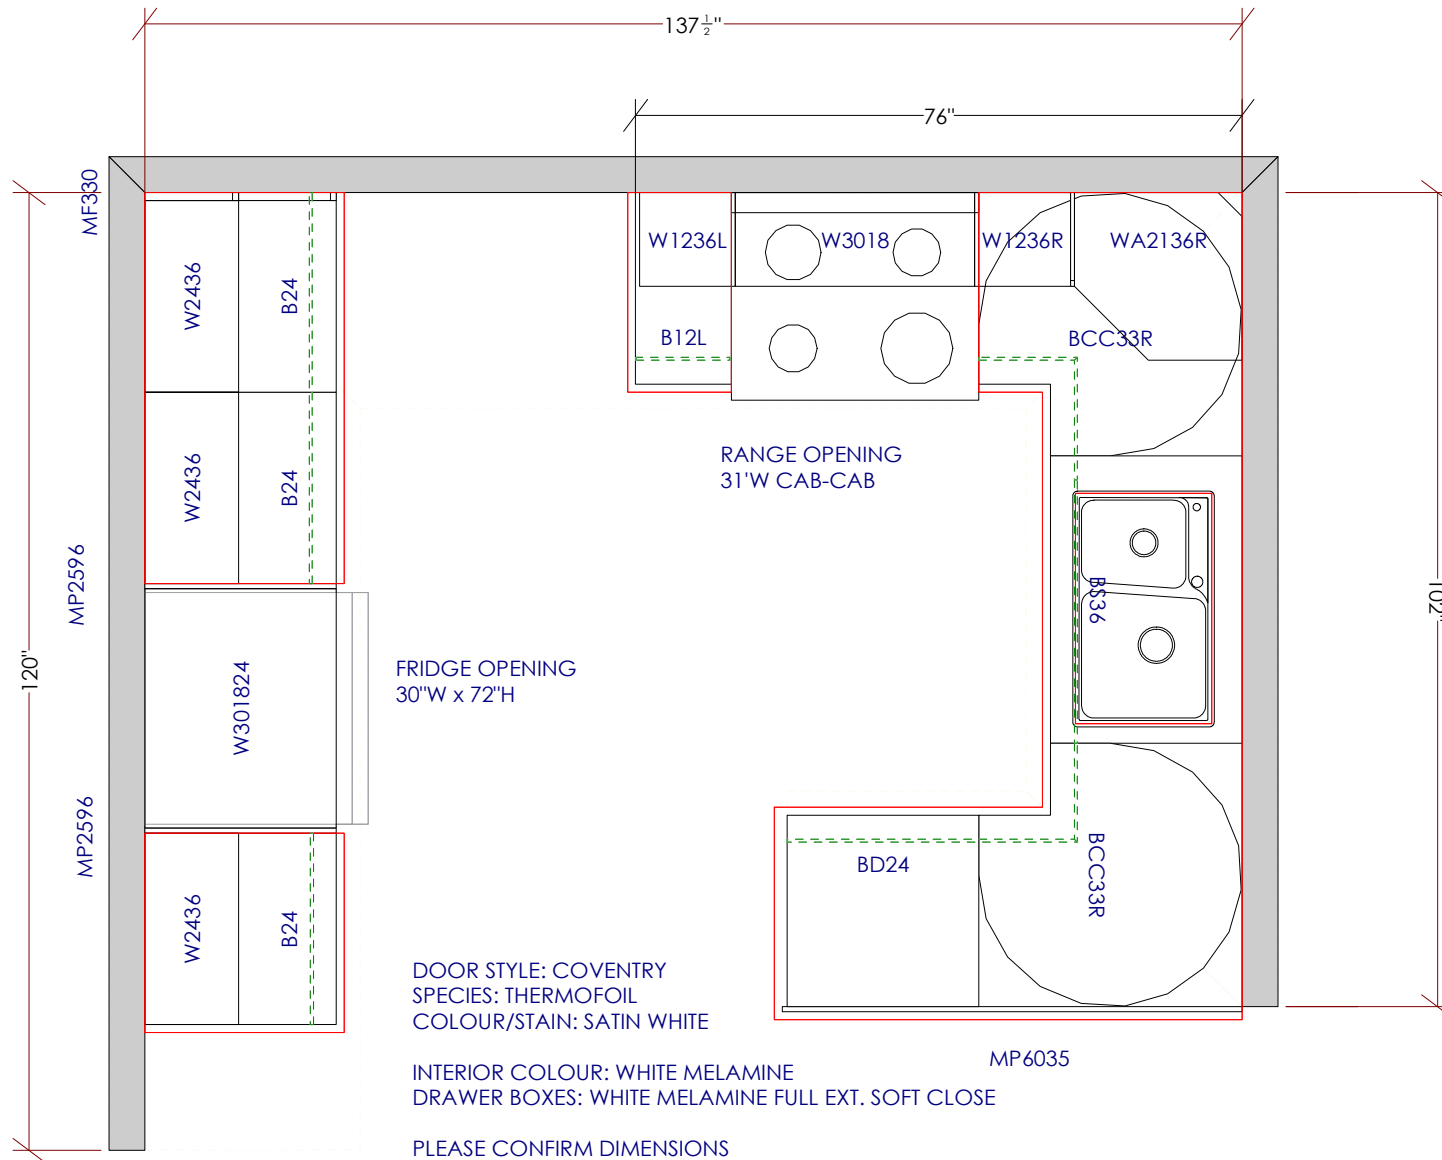 137½"
76"
MF330
W1236L
W3018
W1236R
WA2136R
W2436
B24
B12L
BCC33R
RANGE OPENING
31'W CAB-CAB
W2436
B24
MP2596
BS36
102"
120"
W301824
FRIDGE OPENING
30"W x 72"H
MP2596
BD24
BCC33R
W2436
B24
DOOR STYLE: COVENTRY
SPECIES: THERMOFOIL
COLOUR/STAIN: SATIN WHITE
MP6035
INTERIOR COLOUR: WHITE MELAMINE
DRAWER BOXES: WHITE MELAMINE FULL EXT. SOFT CLOSE
PLEASE CONFIRM DIMENSIONS